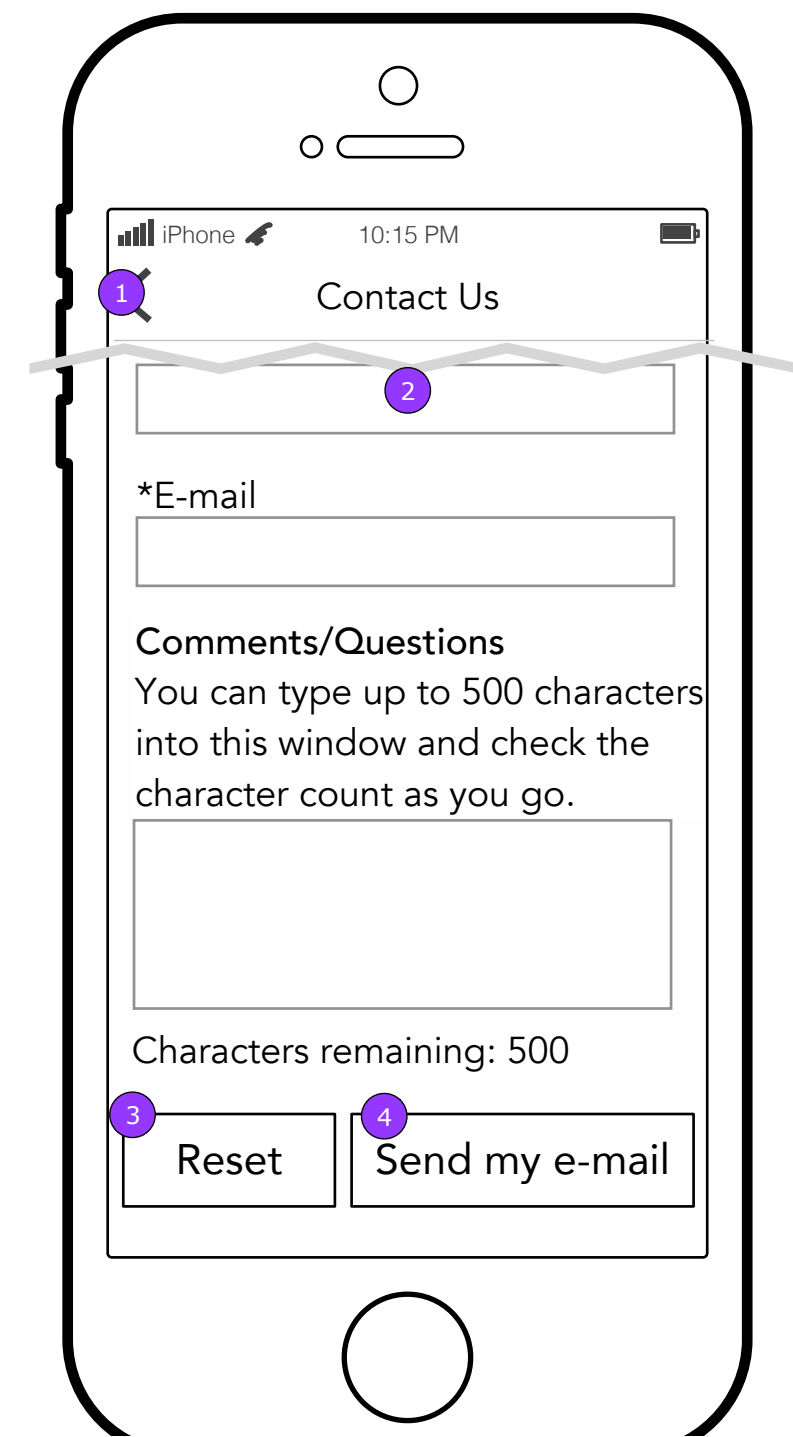 iPhone 10:15 PM
1 Contact Us
2
*E-mail
Comments/Questions
You can type up to 500 characters
into this window and check the
character count as you go.
Characters remaining: 500
3 4
Reset Send my e-mail